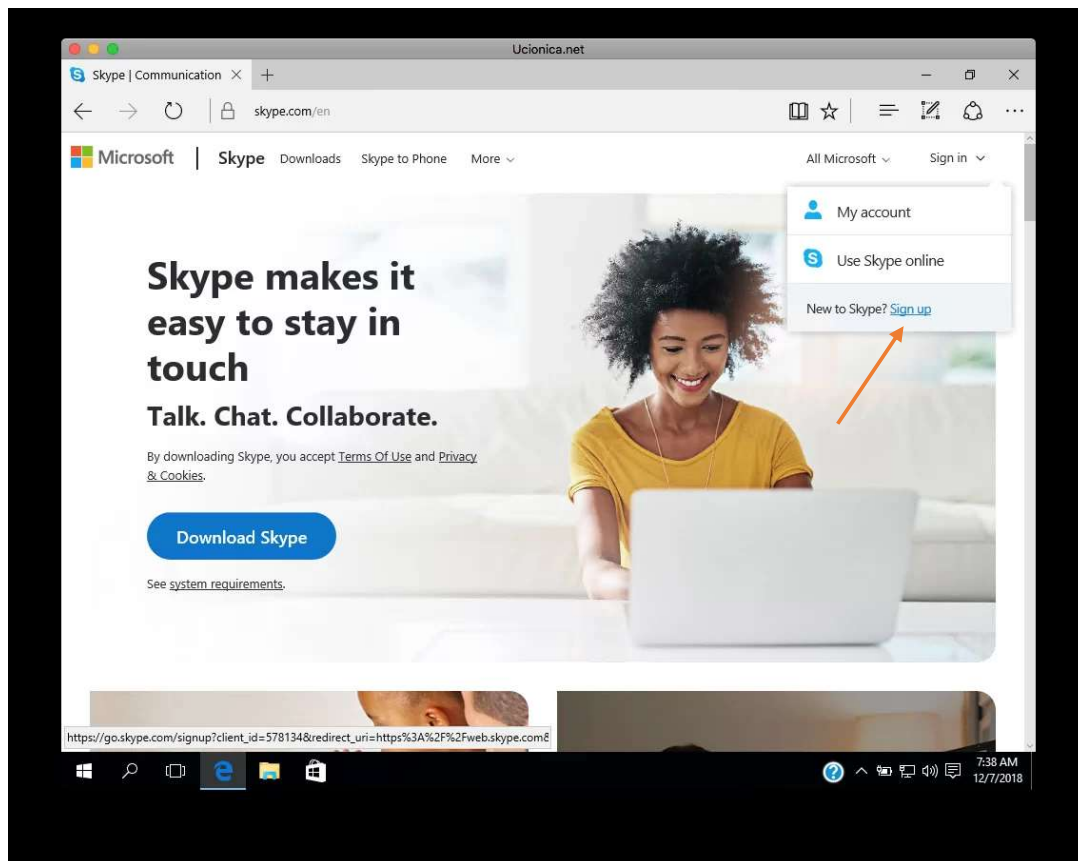 Ucionica.net
Skype | Communication
skype.com/en
Microsoft Skype Downloads Skype to Phone More All Microsoft Sign in
My account
Use Skype online
New to Skype? Sign up
Skype makes it
easy to stay in
touch
Talk. Chat. Collaborate.
By downloading Skype, you accept Terms Of Use and Privacy
& Cookies.
Download Skype
See system requirements.
https://go.skype.com/signup?client_id=578134&redirect_uri=https%3A%2F%2Fweb.skype.com
7:38 AM
12/7/2018